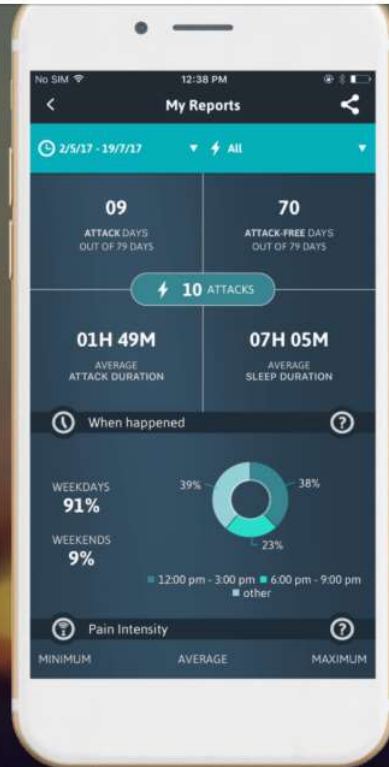 No SIM 12:38 PM
My Reports
2/5/17 - 19/7/17 All
09
ATTACK DAYS
OUT OF 79 DAYS
70
ATTACK-FREE DAYS
OUT OF 79 DAYS
10 ATTACKS
01H 49M
AVERAGE
ATTACK DURATION
07H 05M
AVERAGE
SLEEP DURATION
When happened ?
WEEKDAYS
91%
WEEKENDS
9%
39%
38%
23%
12:00 pm - 3:00 pm 6:00 pm - 9:00 pm
other
Pain Intensity ?
MINIMUM AVERAGE MAXIMUM